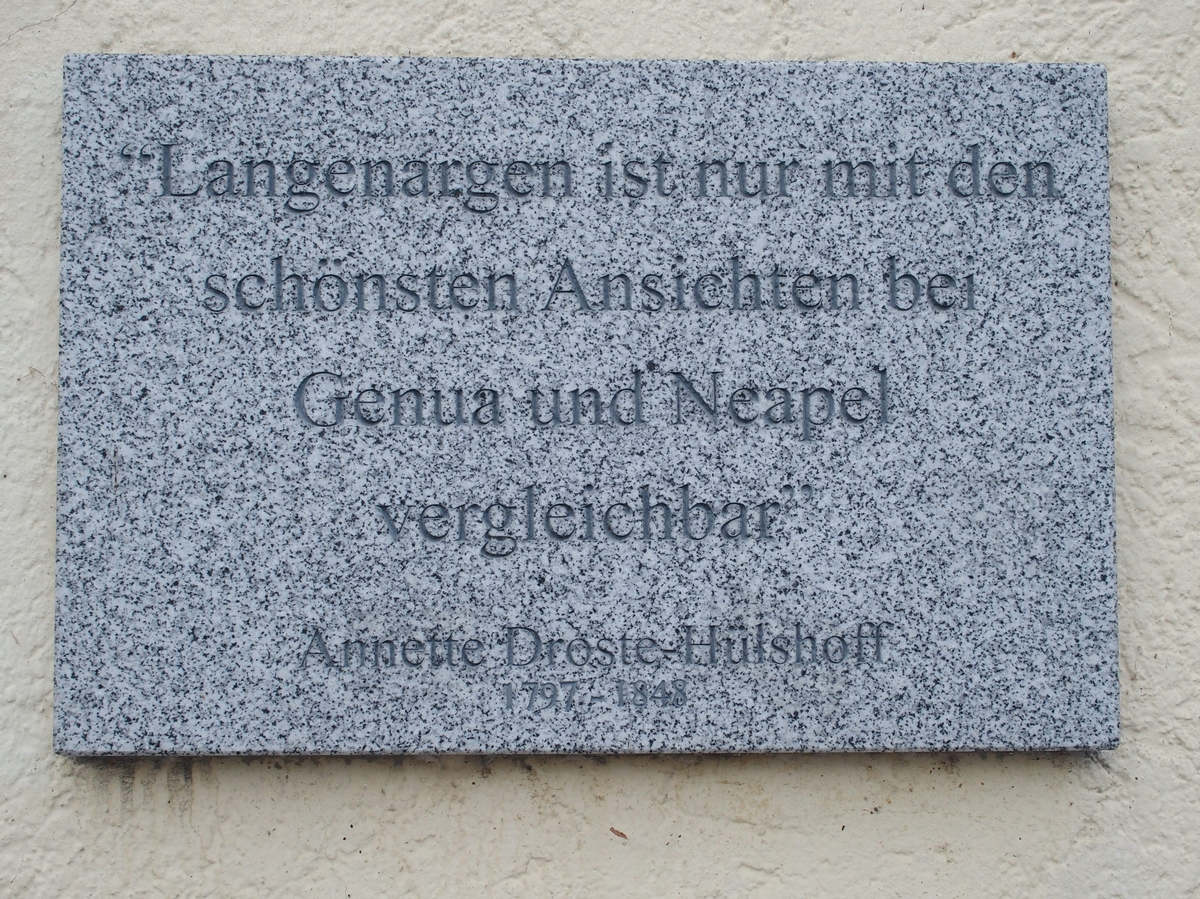 “Langenargen ist nur mit den
schönsten Ansichten bei
Genua und Neapel
vergleichbar”
Annette Droste-Hülshoff
1797 - 1848